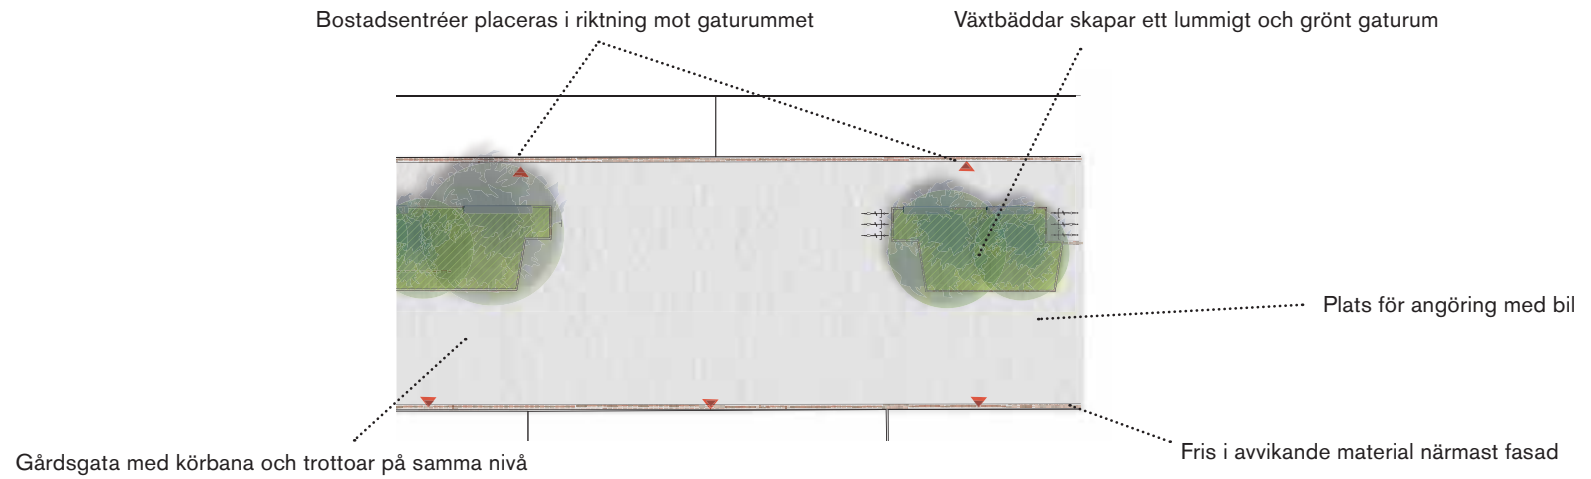 Bostadsentréer placeras i riktning mot gaturummet
Växtbäddar skapar ett lummigt och grönt gaturum
Plats för angöring med bil
Fris i avvikande material närmast fasad
Gårdsgata med körbana och trottoar på samma nivå